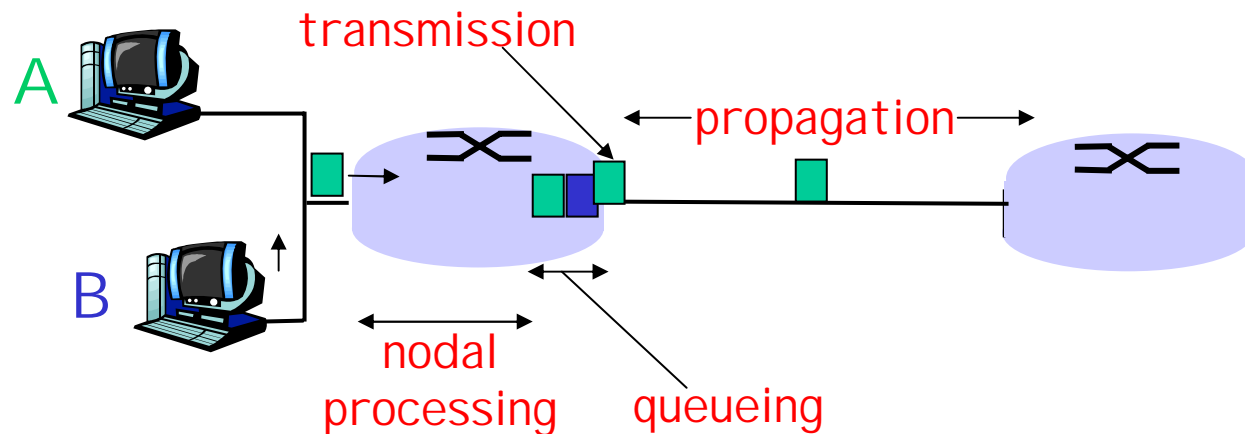 transmission
A
propagation
B
nodal
processing
queueing